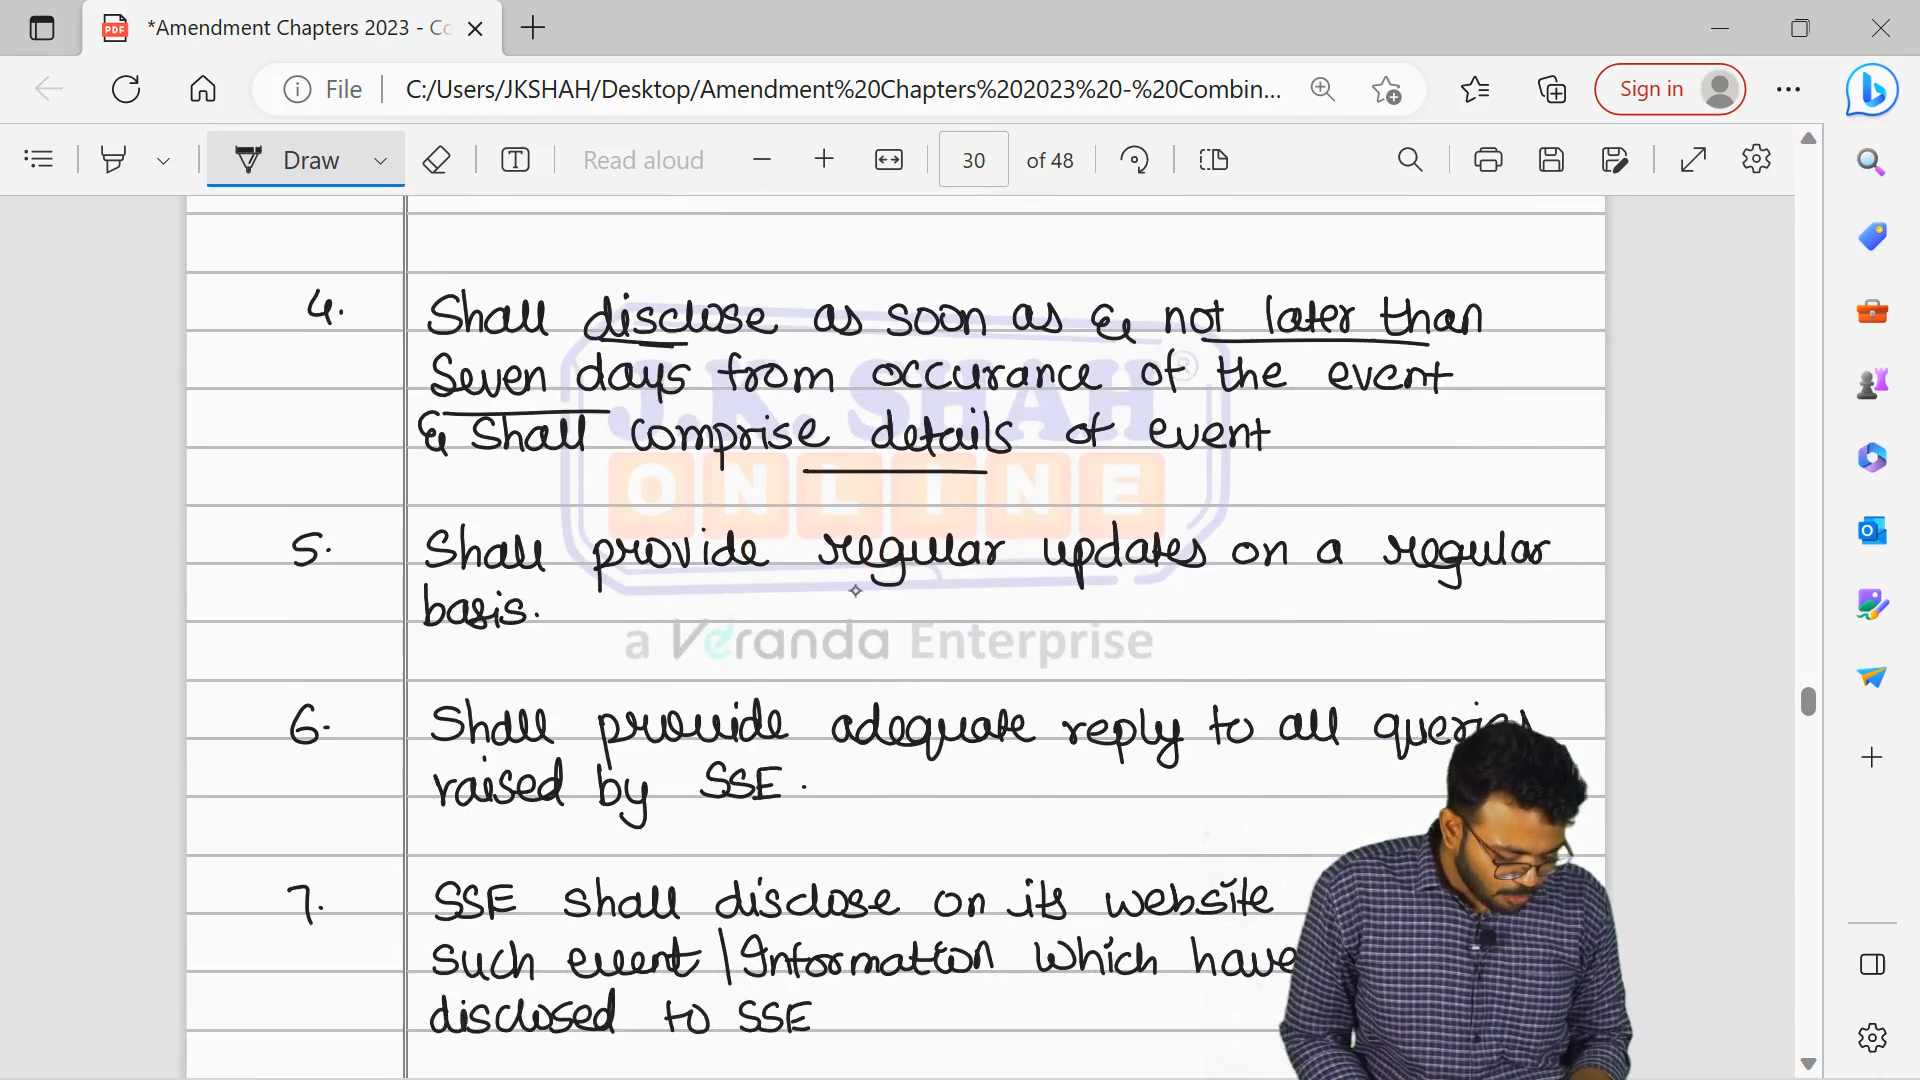 *Amendment Chapters 2023 - Co
File
C:/Users/JKSHAH/Desktop/Amendment%20Chapters%202023%20-%20Combin...
Sign in
Draw
Read aloud
30
of 48
4. Shall disclose as soon as & not later than
Seven days from occurance of the event
& Shall comprise details of event
5. Shall provide regular updates on a regular
basis.
6. Shall provide adequate reply to all queries
raised by SSE.
7. SSE shall disclose on its website
such event/Information which have
disclosed to SSE
J.K. SHAH®
ONLINE
a Veranda Enterprise